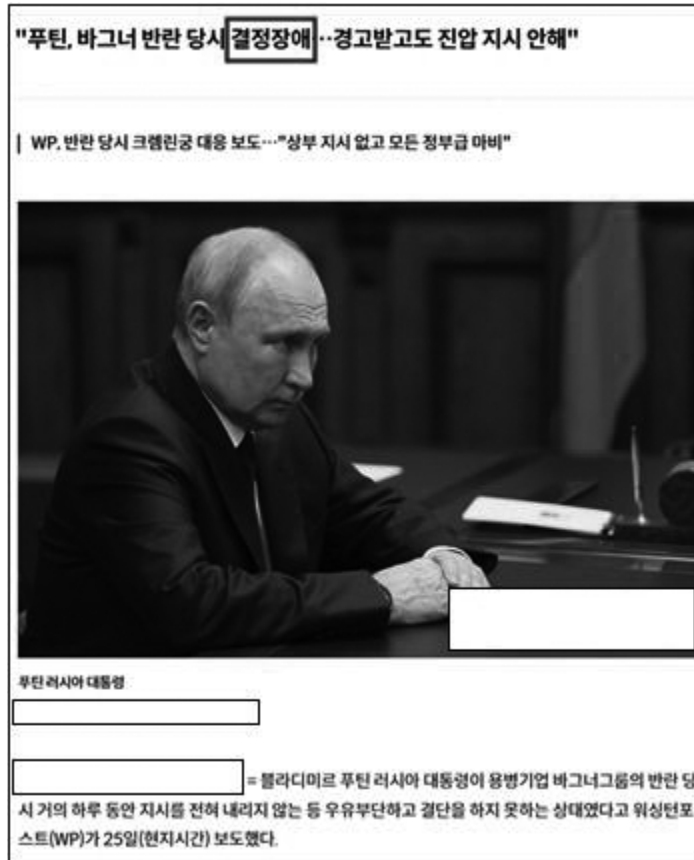 "푸틴, 바그너 반란 당시 결정장애…경고받고도 진압 지시 안해"
WP, 반란 당시 크렘린궁 대응 보도…"상부 지시 없고 모든 정부급 마비"
푸틴 러시아 대통령
= 블라디미르 푸틴 러시아 대통령이 용병기업 바그너그룹의 반란 당
시 거의 하루 동안 지시를 전혀 내리지 않는 등 우유부단하고 결단을 하지 못하는 상태였다고 워싱턴포
스트(WP)가 25일(현지시간) 보도했다.